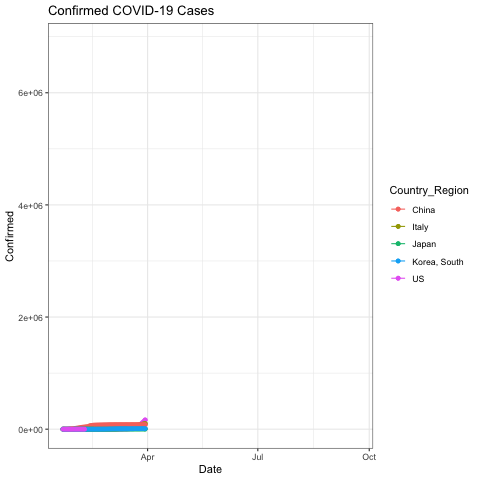 Confirmed COVID-19 Cases
6e+06
4e+06
2e+06
0e+00
Confirmed
Apr
Jul
Oct
Date
Country_Region
China
Italy
Japan
Korea, South
US